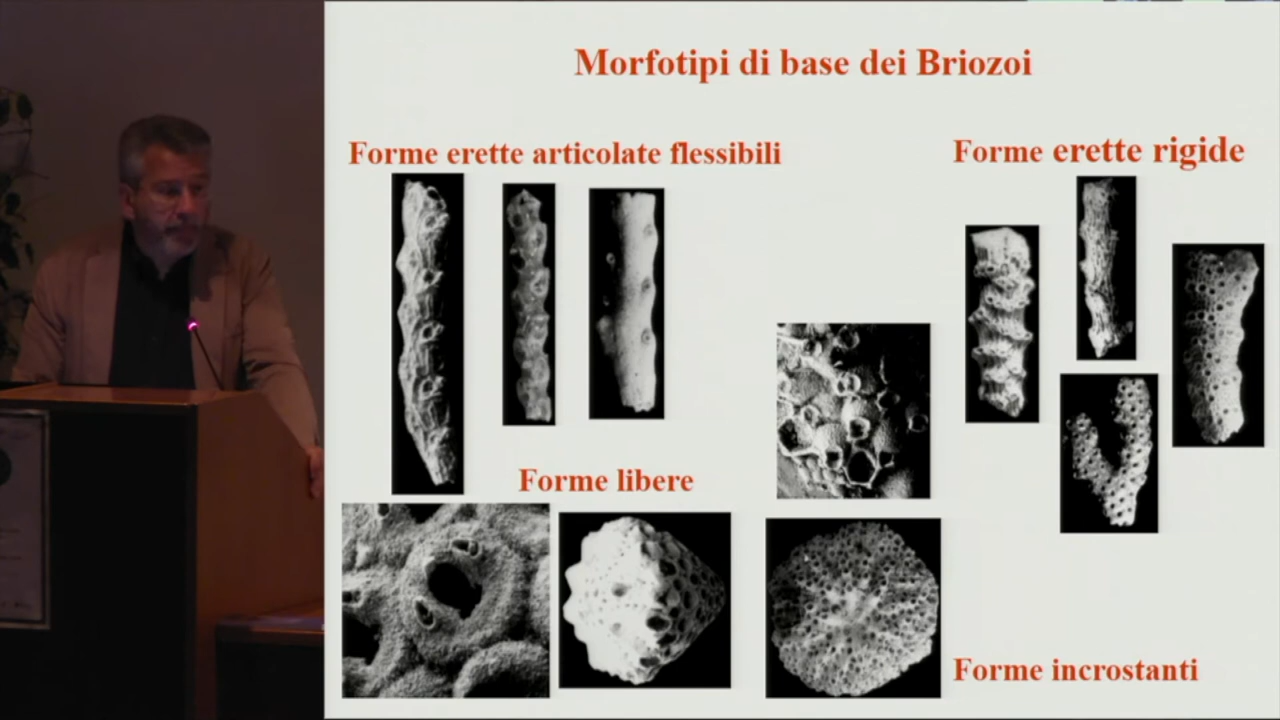 Morfotipi di base dei Briozoi
Forme erette articolate flessibili
Forme erette rigide
Forme libere
Forme incrostanti